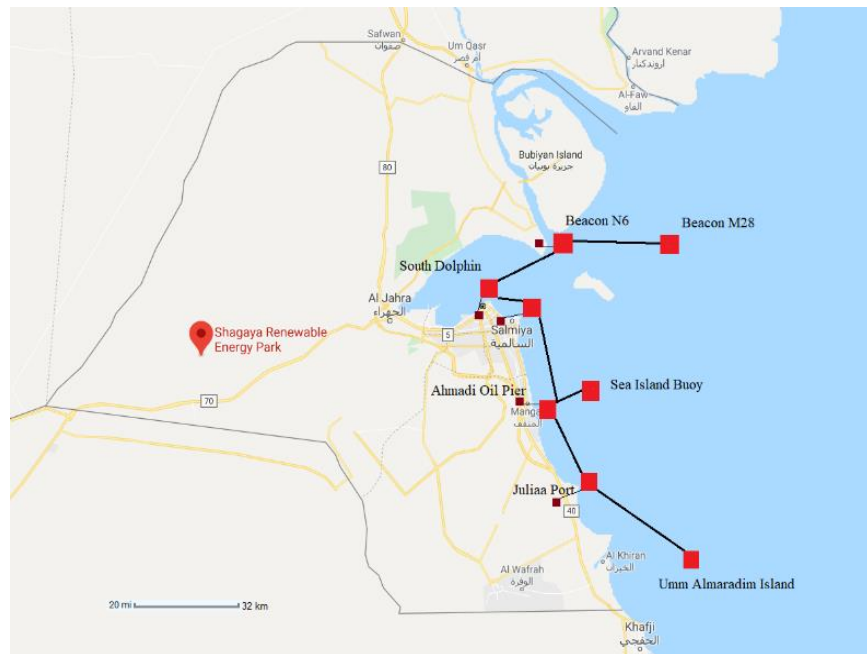 Safwan
صفوان
Um Qasr
أم قصر
Arvand Kenar
اروندکنار
Al-Faw
الفاو
80
Bubiyan Island
جزيرة بوبيان
Beacon N6
Beacon M28
South Dolphin
Al Jahra
الجهراء
5
Salmiya
السالمية
Shagaya Renewable
Energy Park
70
Sea Island Buoy
Ahmadi Oil Pier
Manga
المنقف
Juliaa Port
40
Al Khiran
الخيران
Al Wafrah
الوفرة
Umm Almaradim Island
20 mi
32 km
Khafji
الخفجي